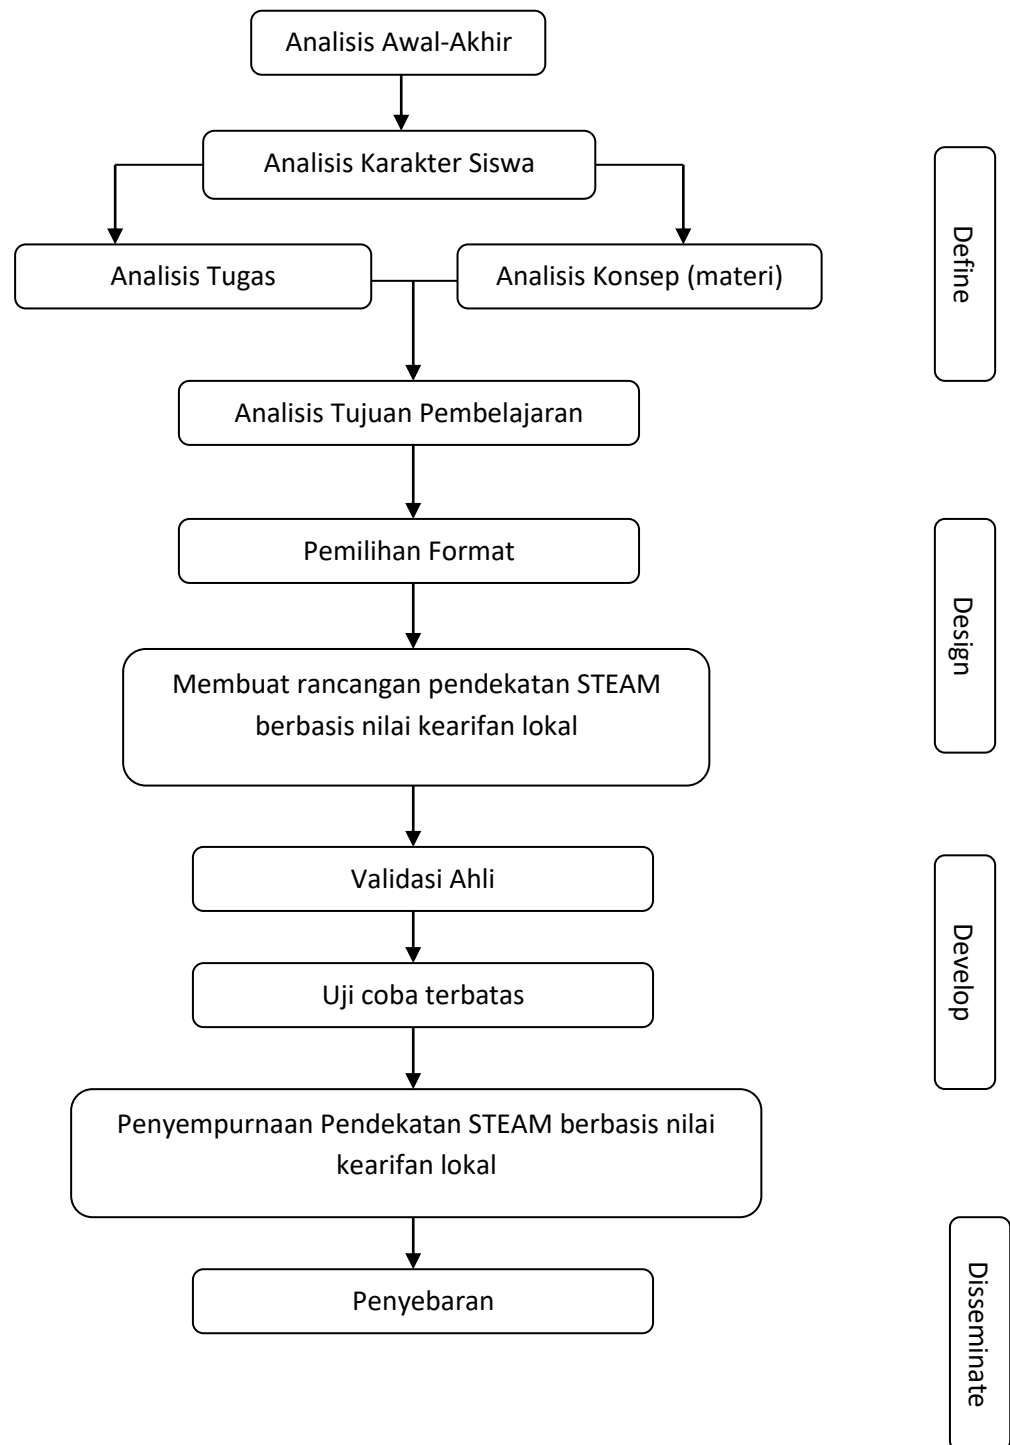 Analisis Awal-Akhir
Analisis Karakter Siswa
Analisis Tugas
Analisis Konsep (materi)
Define
Analisis Tujuan Pembelajaran
Pemilihan Format
Membuat rancangan pendekatan STEAM
berbasis nilai kearifan lokal
Design
Validasi Ahli
Uji coba terbatas
Develop
Penyempurnaan Pendekatan STEAM berbasis nilai
kearifan lokal
Penyebaran
Disseminate